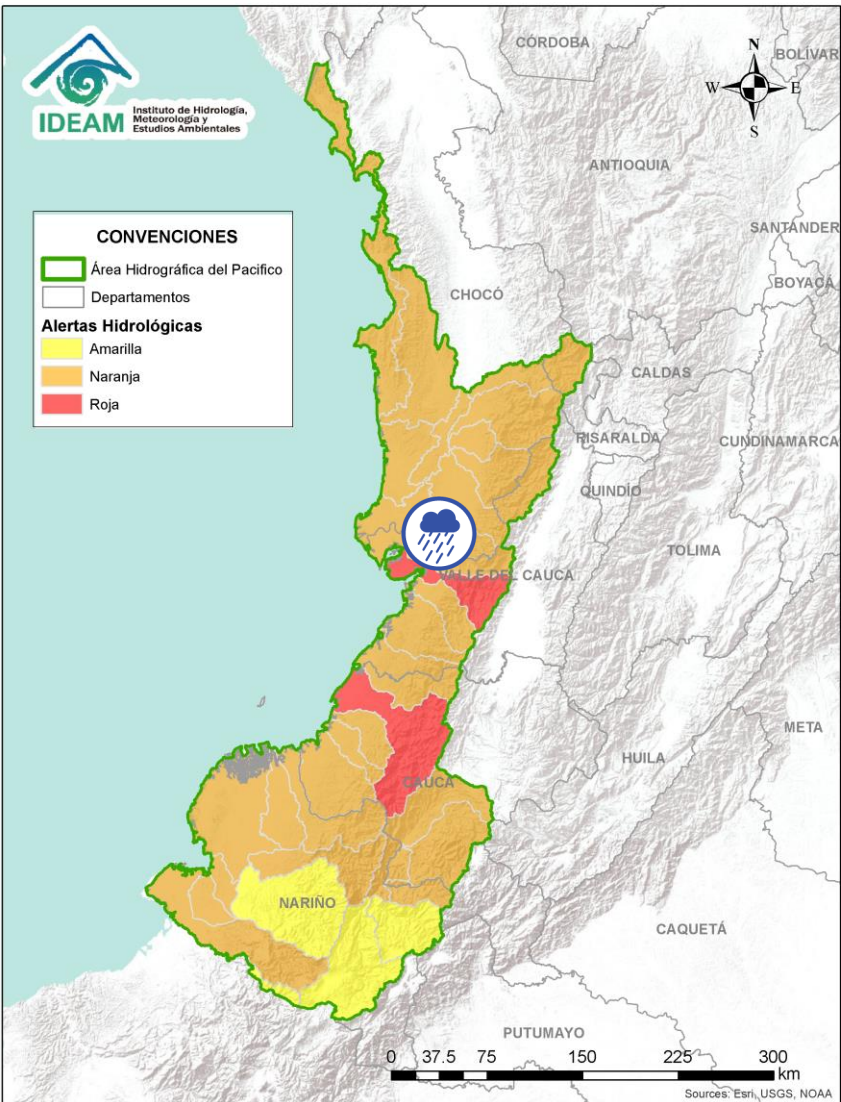 IDEAM
Instituto de Hidrología,
Meteorología y
Estudios Ambientales
N
W E
S
CONVENCIONES
Área Hidrográfica del Pacifico
Departamentos
Alertas Hidrológicas
Amarilla
Naranja
Roja
CÓRDOBA
BOLIVAR
ANTIOQUIA
SANTANDER
BOYACÁ
CHOCÓ
CALDAS
RISARALDA
CUNDINAMARCA
QUINDÍO
TOLIMA
VALLE DEL CAUCA
META
HUILA
CAUCA
NARIÑO
CAQUETÁ
PUTUMAYO
0 37.5 75 150 225 300
km
Sources: Esri, USGS, NOAA